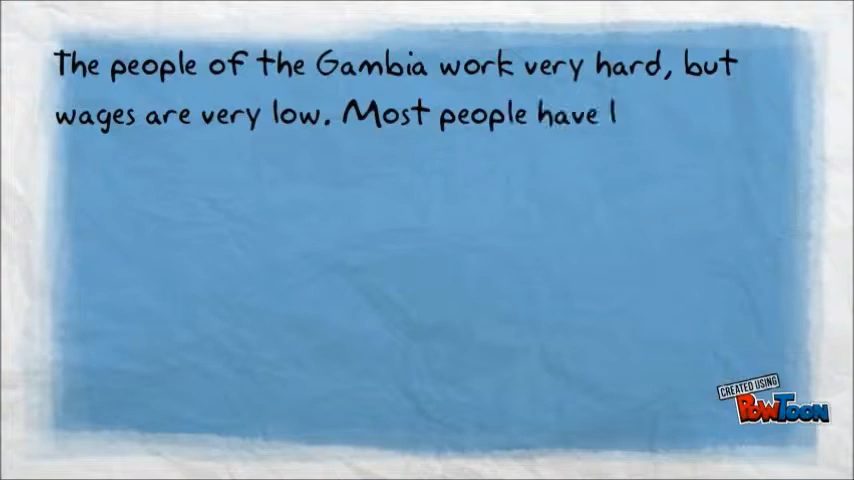 The people of the Gambia work very hard, but
wages are very low. Most people have l
CREATED USING
POWTOON